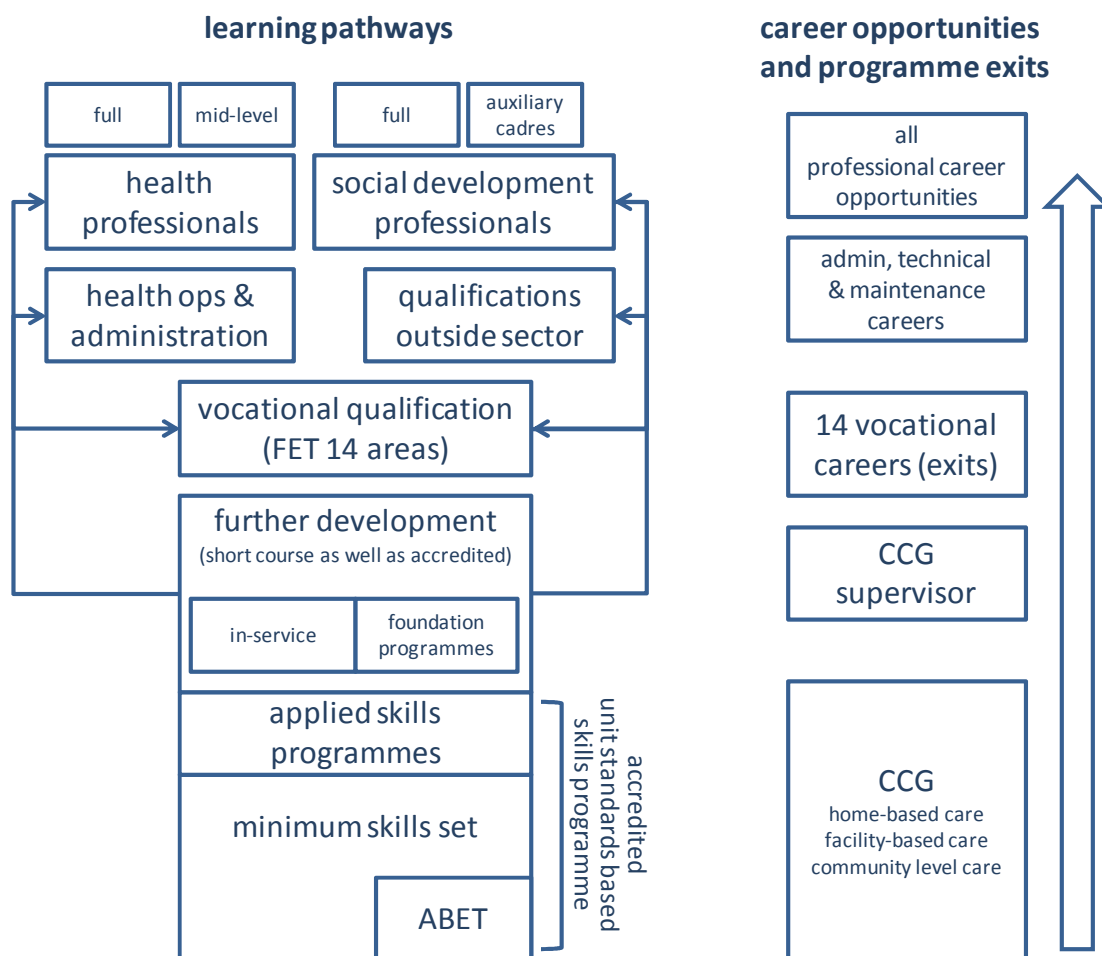 learning pathways
career opportunities
and programme exits
full
mid-level
full
auxiliary
cadres
health
professionals
social development
professionals
health ops &
administration
qualifications
outside sector
vocational qualification
(FET 14 areas)
further development
(short course as well as accredited)
in-service
foundation
programmes
applied skills
programmes
minimum skills set
ABET
accredited
unit standards based
skills programme
all
professional career
opportunities
admin, technical
& maintenance
careers
14 vocational
careers (exits)
CCG
supervisor
CCG
home-based care
facility-based care
community level care